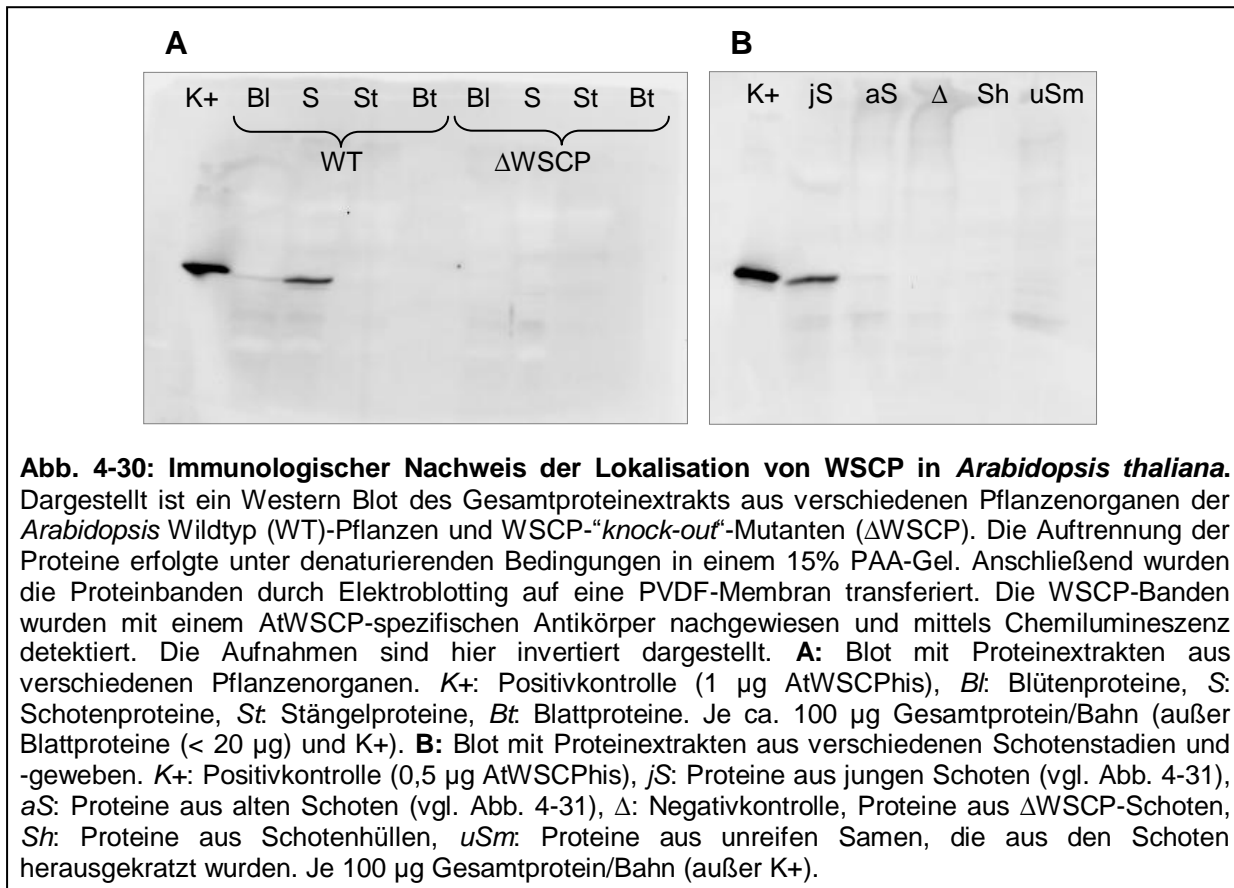 A
B
K+ Bl S St Bt Bl S St Bt
WT ΔWSCP
K+ jS aS Δ Sh uSm
Abb. 4-30: Immunologischer Nachweis der Lokalisation von WSCP in Arabidopsis thaliana.
Dargestellt ist ein Western Blot des Gesamtproteinextrakts aus verschiedenen Pflanzenorganen der
Arabidopsis Wildtyp (WT)-Pflanzen und WSCP-“knock-out“-Mutanten (ΔWSCP). Die Auftrennung der
Proteine erfolgte unter denaturierenden Bedingungen in einem 15% PAA-Gel. Anschließend wurden
die Proteinbanden durch Elektroblotting auf eine PVDF-Membran transferiert. Die WSCP-Banden
wurden mit einem AtWSCP-spezifischen Antikörper nachgewiesen und mittels Chemilumineszenz
detektiert. Die Aufnahmen sind hier invertiert dargestellt. A: Blot mit Proteinextrakten aus
verschiedenen Pflanzenorganen. K+: Positivkontrolle (1 µg AtWSCPhis), Bl: Blütenproteine, S:
Schotenproteine, St: Stängelproteine, Bt: Blattproteine. Je ca. 100 µg Gesamtprotein/Bahn (außer
Blattproteine (< 20 µg) und K+). B: Blot mit Proteinextrakten aus verschiedenen Schotenstadien und
-geweben. K+: Positivkontrolle (0,5 µg AtWSCPhis), jS: Proteine aus jungen Schoten (vgl. Abb. 4-31),
aS: Proteine aus alten Schoten (vgl. Abb. 4-31), Δ: Negativkontrolle, Proteine aus ΔWSCP-Schoten,
Sh: Proteine aus Schotenhüllen, uSm: Proteine aus unreifen Samen, die aus den Schoten
herausgekratzt wurden. Je 100 µg Gesamtprotein/Bahn (außer K+).